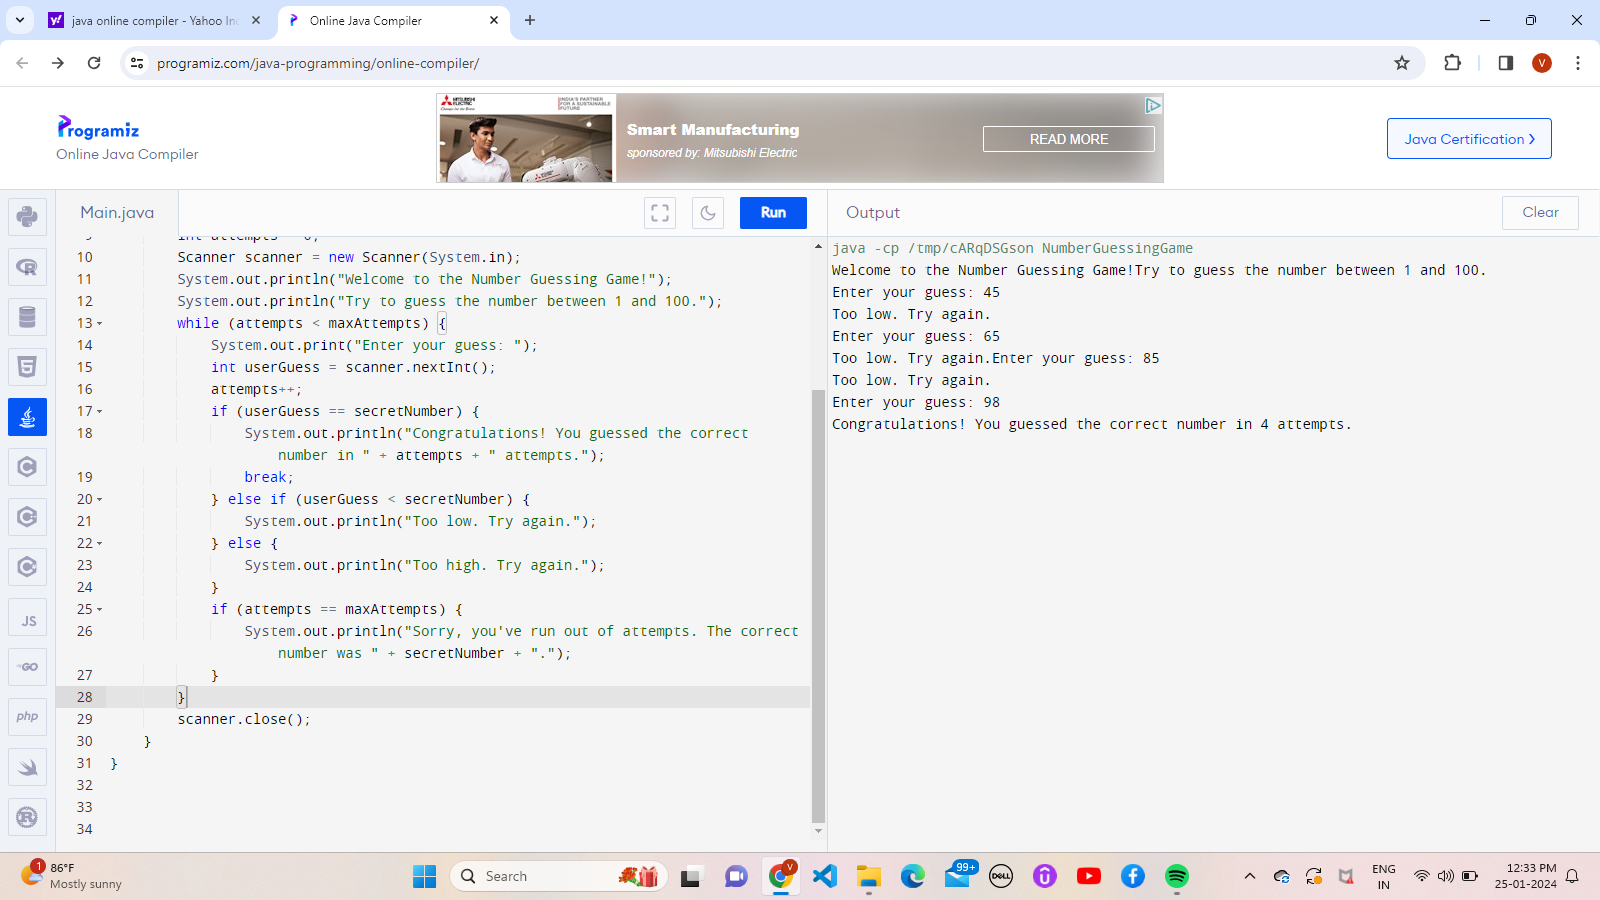 java online compiler - Yahoo In
Online Java Compiler
programiz.com/java-programming/online-compiler/
V
Programiz
Online Java Compiler
MITSUBISHI ELECTRIC
Changes for the Better
INDIA'S PARTNER FOR A SUSTAINABLE FUTURE
Smart Manufacturing
sponsored by: Mitsubishi Electric
READ MORE
Java Certification
Main.java
Run
Output
Clear
9 int attempts = 0;
10 Scanner scanner = new Scanner(System.in);
11 System.out.println("Welcome to the Number Guessing Game!");
12 System.out.println("Try to guess the number between 1 and 100.");
13 while (attempts < maxAttempts) {
14 System.out.print("Enter your guess: ");
15 int userGuess = scanner.nextInt();
16 attempts++;
17 if (userGuess == secretNumber) {
18 System.out.println("Congratulations! You guessed the correct
number in " + attempts + " attempts.");
19 break;
20 } else if (userGuess < secretNumber) {
21 System.out.println("Too low. Try again.");
22 } else {
23 System.out.println("Too high. Try again.");
24 }
25 if (attempts == maxAttempts) {
26 System.out.println("Sorry, you've run out of attempts. The correct
number was " + secretNumber + ".");
27 }
28 }
29 scanner.close();
30 }
31 }
32
33
34
java -cp /tmp/cARqDSGson NumberGuessingGame
Welcome to the Number Guessing Game!Try to guess the number between 1 and 100.
Enter your guess: 45
Too low. Try again.
Enter your guess: 65
Too low. Try again.Enter your guess: 85
Too low. Try again.
Enter your guess: 98
Congratulations! You guessed the correct number in 4 attempts.
JS
GO
php
1
86°F
Mostly sunny
Search
V
99+
DELL
ENG
IN
12:33 PM
25-01-2024